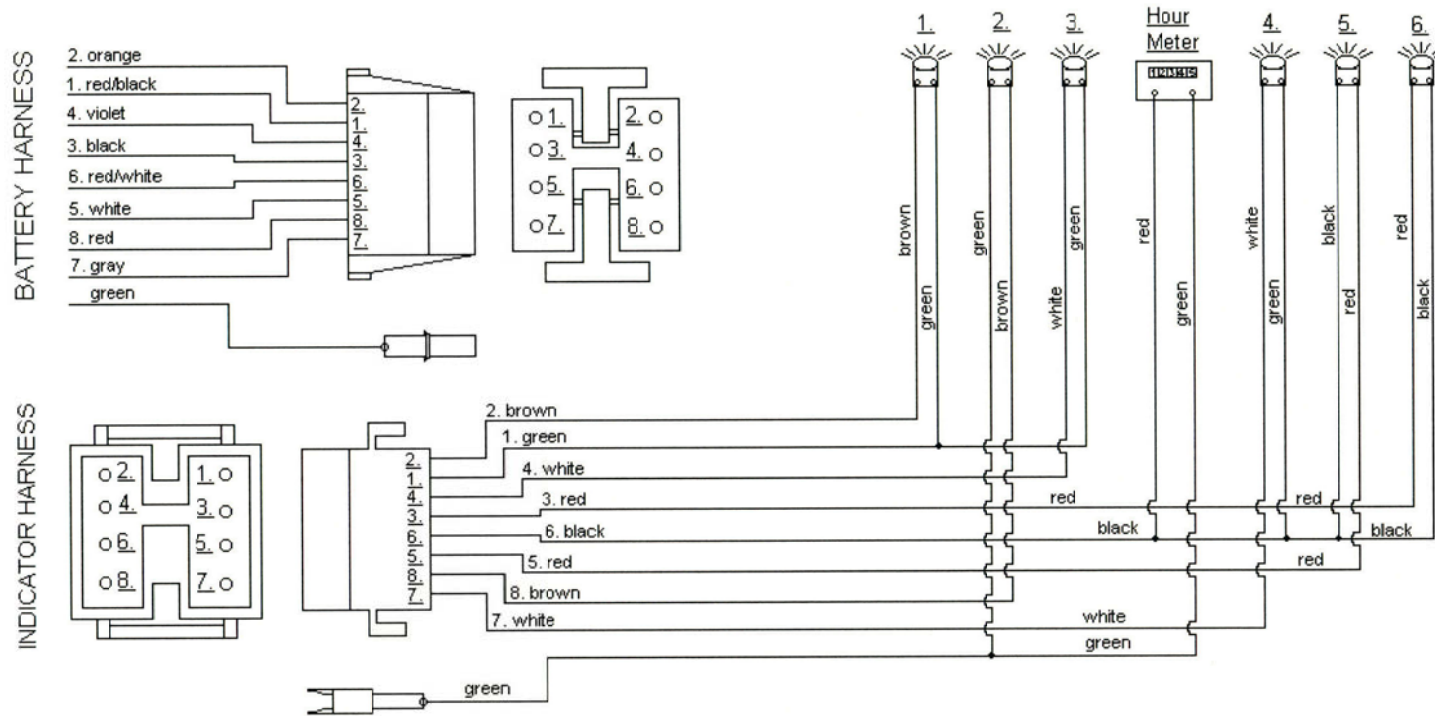 BATTERY HARNESS
2. orange
1. red/black
4. violet
3. black
6. red/white
5. white
8. red
7. gray
green
2.
1.
4.
3.
6.
5.
8.
7.
1. 2.
3. 4.
5. 6.
7. 8.
1. 2. 3. Hour Meter 4. 5. 6.
12345
brown
green
green
brown
white
green
red
green
white
green
black
red
red
black
INDICATOR HARNESS
2. 1.
4. 3.
6. 5.
8. 7.
2.
1.
4.
3.
6.
5.
8.
7.
2. brown
1. green
4. white
3. red red red
6. black black black
5. red red
8. brown
7. white white
green
green